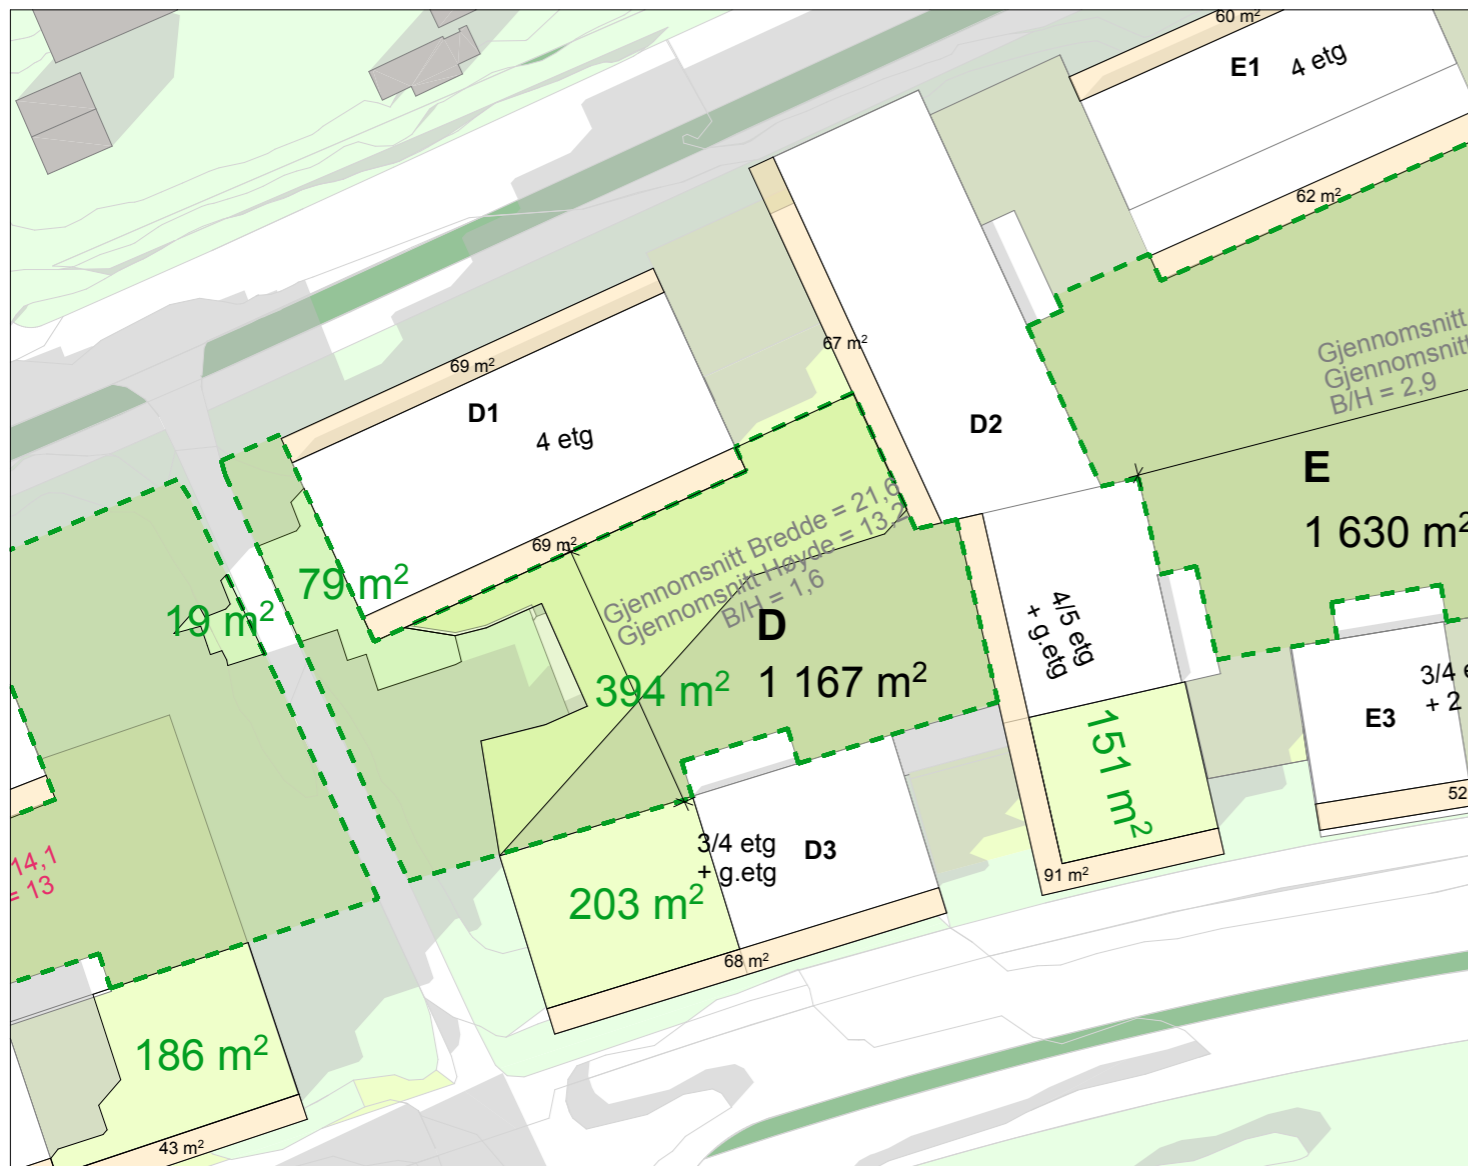 60 m²
E1
4 etg
62 m²
67 m²
69 m²
D1
4 etg
D2
Gjennomsnitt
Gjennomsnitt
B/H = 2,9
E
1 630 m²
69 m²
Gjennomsnitt Bredde = 21,6
Gjennomsnitt Høyde = 13,2
B/H = 1,6
79 m²
19 m²
D
1 167 m²
394 m²
4/5 etg
+ g.etg
3/4 e
+ 2
E3
151 m²
52
14,1
= 13
3/4 etg
+ g.etg
D3
91 m²
203 m²
68 m²
186 m²
43 m²